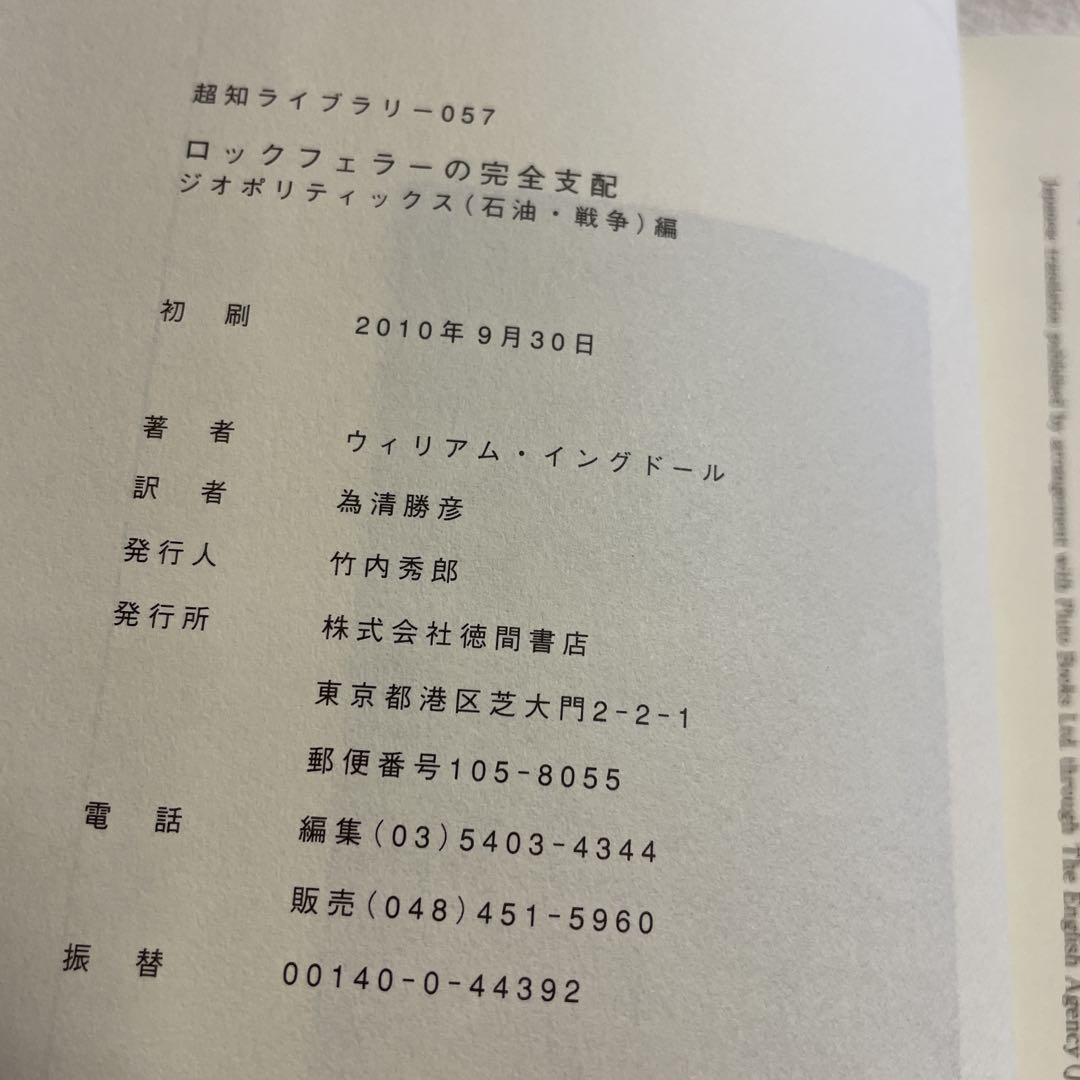 超知ライブラリー057
ロックフェラーの完全支配
ジオポリティックス(石油・戦争)編
初 刷 2010年9月30日
著 者 ウィリアム・イングドール
訳 者 為清勝彦
発行人 竹内秀郎
発行所 株式会社徳間書店
東京都港区芝大門2-2-1
郵便番号105-8055
電 話 編集(03)5403-4344
販売(048)451-5960
振 替 00140-0-44392
Japanese translation published by arrangement with Pluto Books Ltd through The English Agency